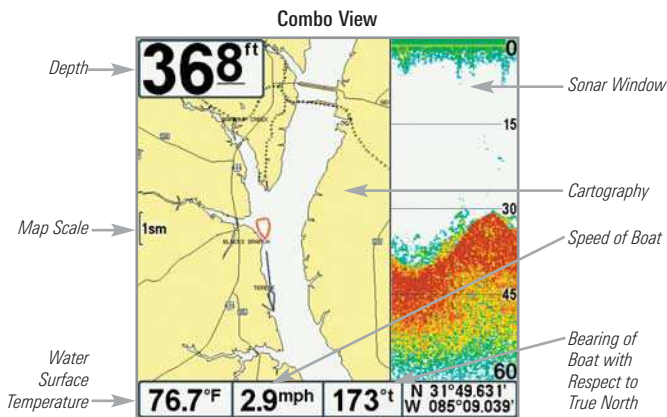 Combo View
Depth
368 ft
0
Sonar Window
15
Cartography
30
Map Scale
1sm
Speed of Boat
45
Water
Surface
Temperature
Bearing of
Boat with
Respect to
True North
60
76.7°F
2.9mph
173°t
N 31°49.631'
W 085°09.039'